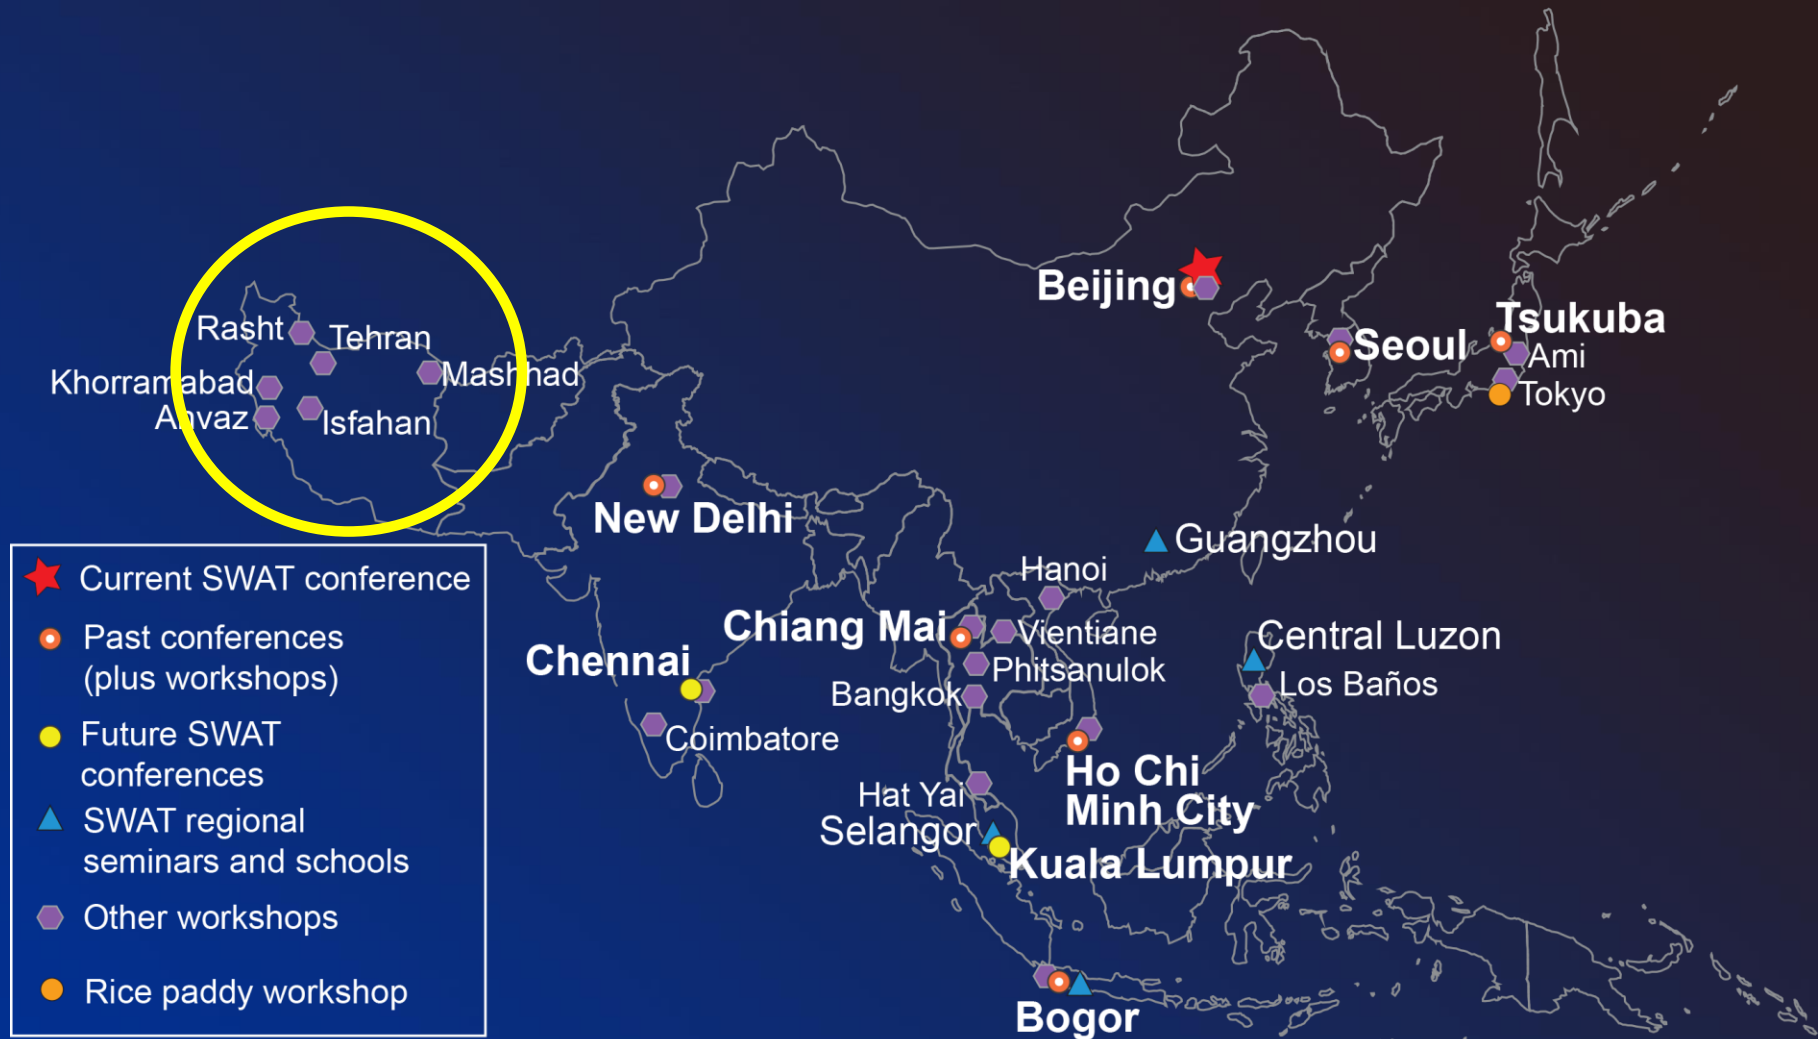 Beijing
Tsukuba
Seoul
Ami
Tokyo
Rasht
Tehran
Mashhad
Khorramabad
Ahvaz
Isfahan
New Delhi
Guangzhou
Hanoi
Chiang Mai
Vientiane
Central Luzon
Chennai
Phitsanulok
Los Baños
Bangkok
Coimbatore
Ho Chi
Minh City
Hat Yai
Selangor
Kuala Lumpur
Bogor
Current SWAT conference
Past conferences
(plus workshops)
Future SWAT
conferences
SWAT regional
seminars and schools
Other workshops
Rice paddy workshop